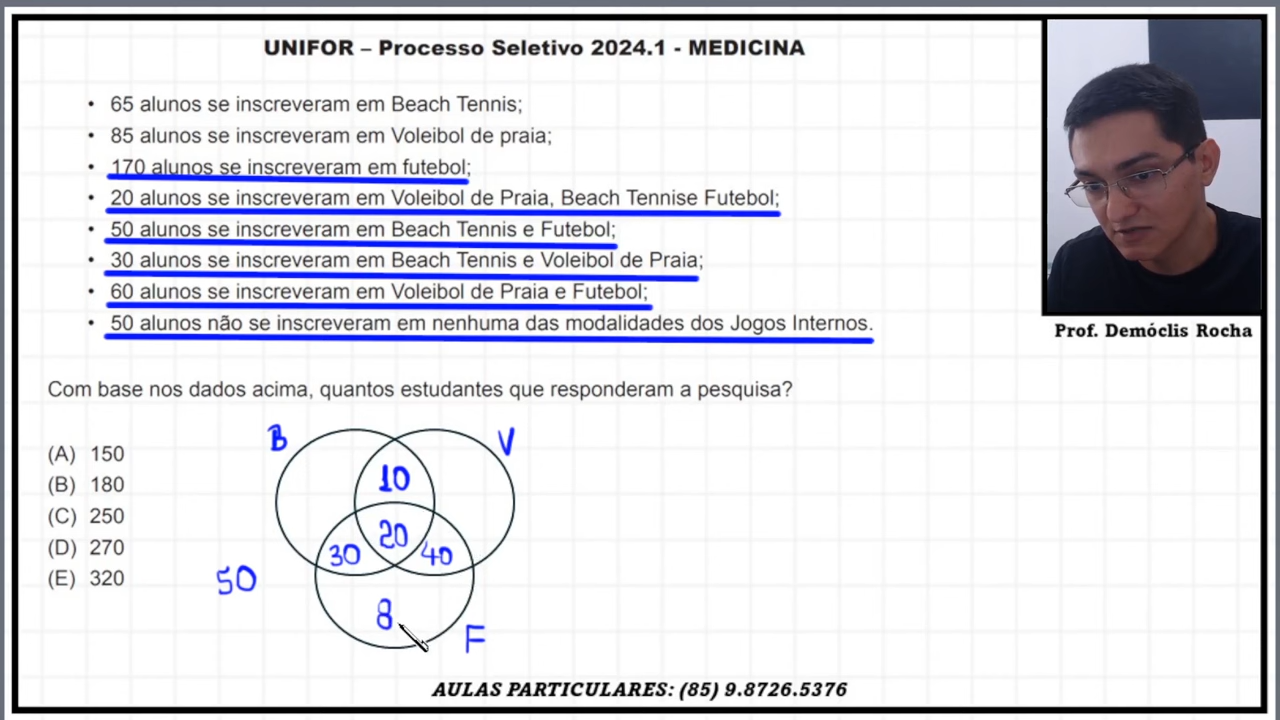 UNIFOR – Processo Seletivo 2024.1 - MEDICINA
• 65 alunos se inscreveram em Beach Tennis;
• 85 alunos se inscreveram em Voleibol de praia;
• 170 alunos se inscreveram em futebol;
• 20 alunos se inscreveram em Voleibol de Praia, Beach Tennise Futebol;
• 50 alunos se inscreveram em Beach Tennis e Futebol;
• 30 alunos se inscreveram em Beach Tennis e Voleibol de Praia;
• 60 alunos se inscreveram em Voleibol de Praia e Futebol;
• 50 alunos não se inscreveram em nenhuma das modalidades dos Jogos Internos.
Prof. Demóclis Rocha
Com base nos dados acima, quantos estudantes que responderam a pesquisa?
(A) 150
(B) 180
(C) 250
(D) 270
(E) 320
B
V
10
20
30
40
50
8
F
AULAS PARTICULARES: (85) 9.8726.5376